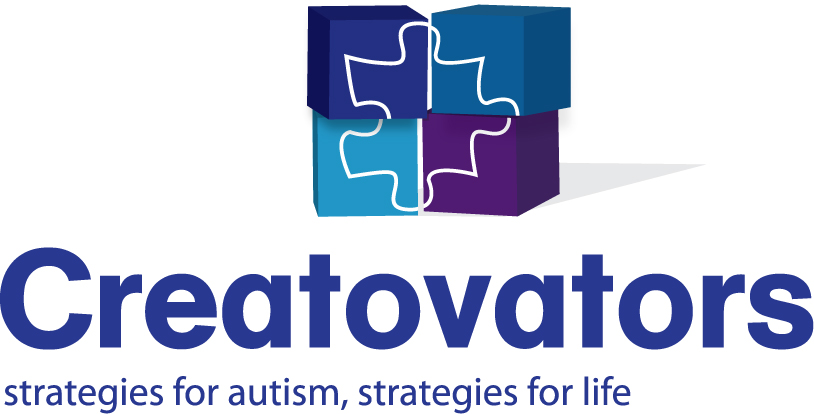 Creatovators
strategies for autism, strategies for life